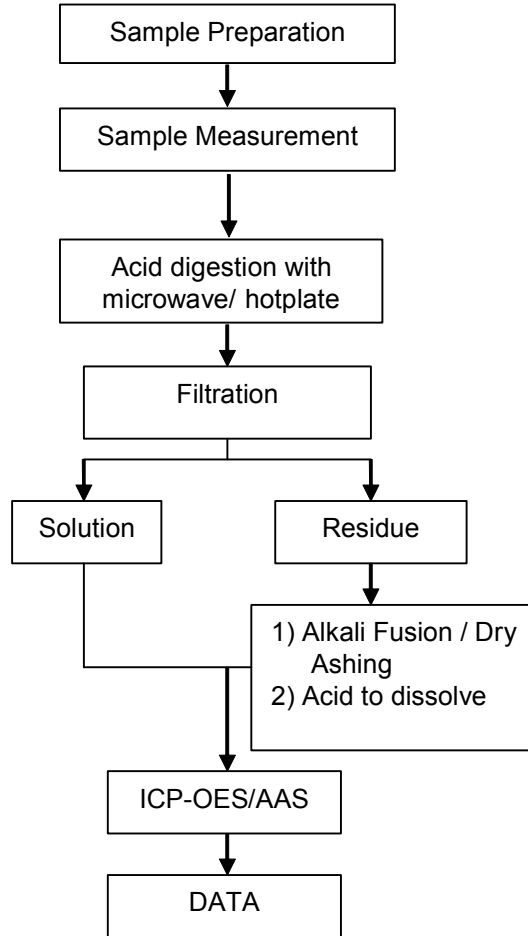 Sample Preparation
Sample Measurement
Acid digestion with
microwave/ hotplate
Filtration
Solution
Residue
1) Alkali Fusion / Dry
Ashing
2) Acid to dissolve
ICP-OES/AAS
DATA